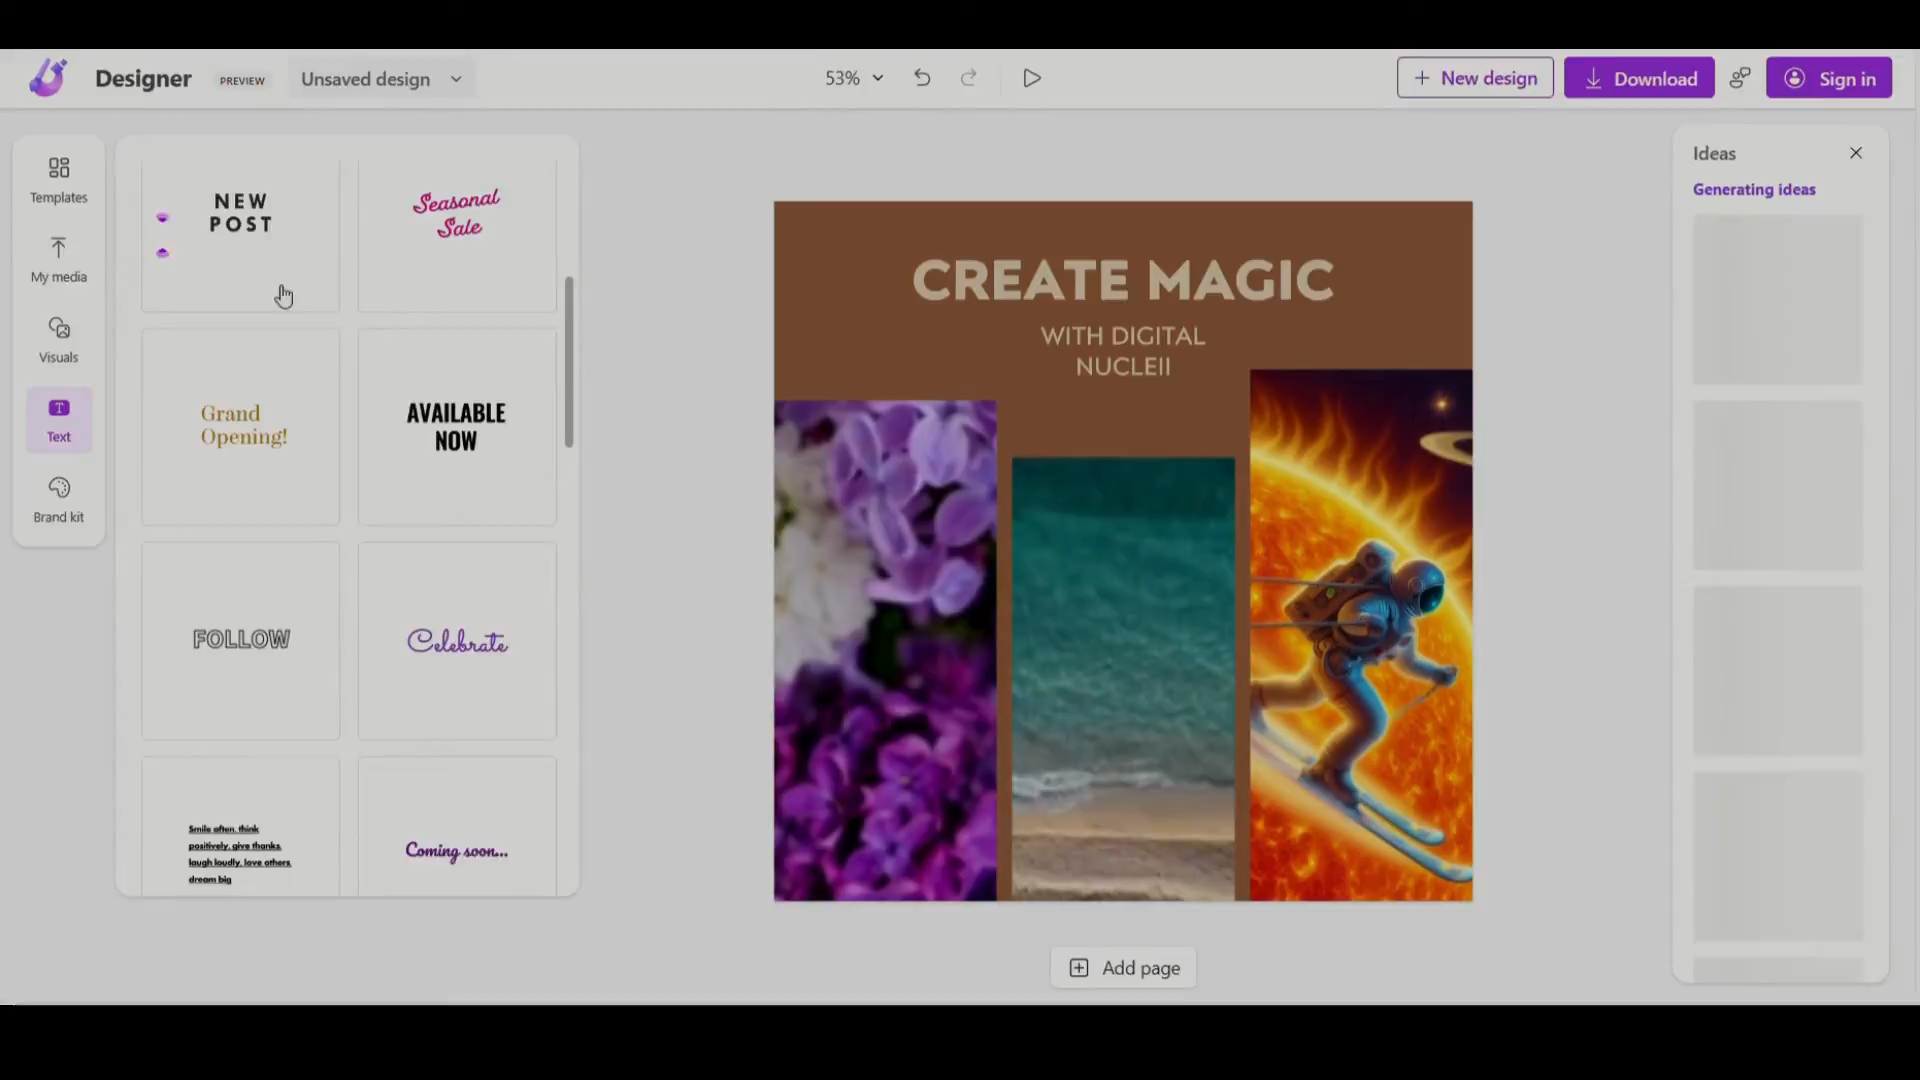 Designer
PREVIEW
Unsaved design
53%
New design
Download
Sign in
Templates
My media
Visuals
Text
Brand kit
NEW
POST
Seasonal
Sale
Grand
Opening!
AVAILABLE
NOW
FOLLOW
Celebrate
Smile often, think
positively, give thanks,
laugh loudly, love others,
dream big
Coming soon...
CREATE MAGIC
WITH DIGITAL
NUCLEII
Add page
Ideas
Generating ideas